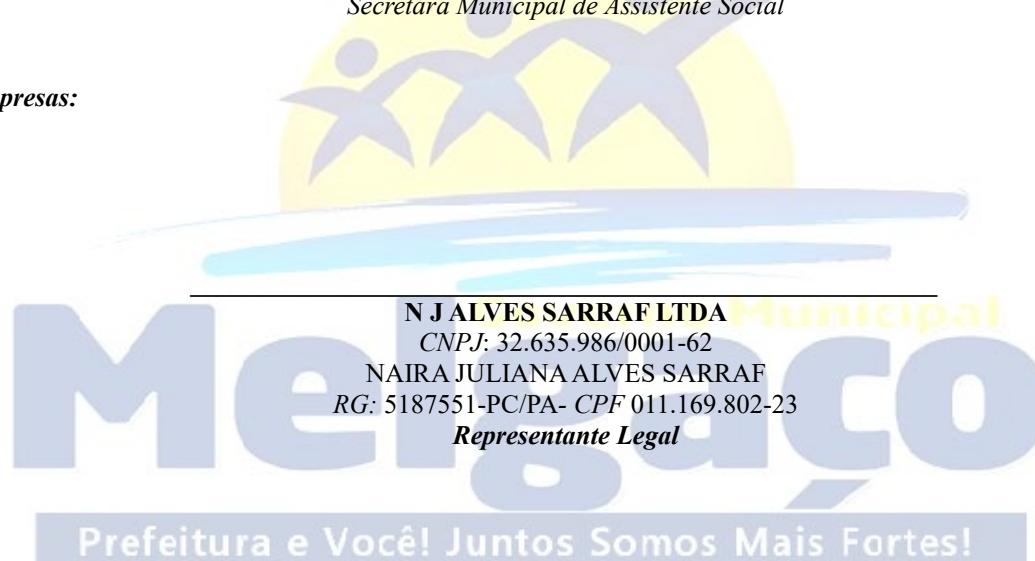 Secretara Municipal de Assistente Social
presas:
N J ALVES SARRAF LTDA
Municipal
CNPJ: 32.635.986/0001-62
NAIRA JULIANA ALVES SARRAF
RG: 5187551-PC/PA- CPF 011.169.802-23
Representante Legal
Melgaço
Prefeitura e Você! Juntos Somos Mais Fortes!